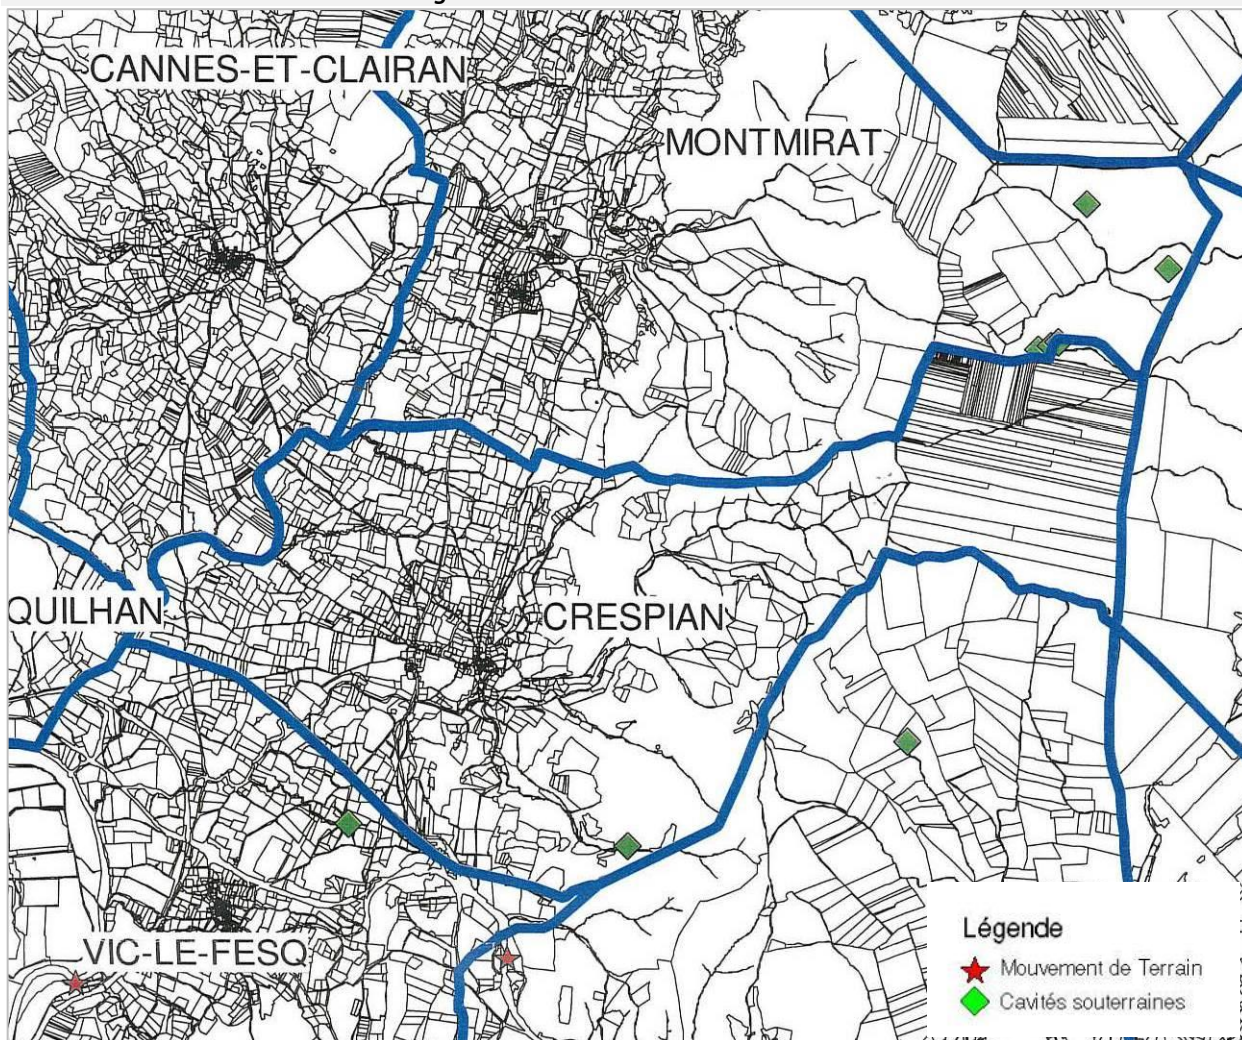 CANNES-ET-CLAIRAN
MONTMIRAT
QUILHAN
CRESPIAN
VIC-LE-FESQ
Légende
Mouvement de Terrain
Cavités souterraines